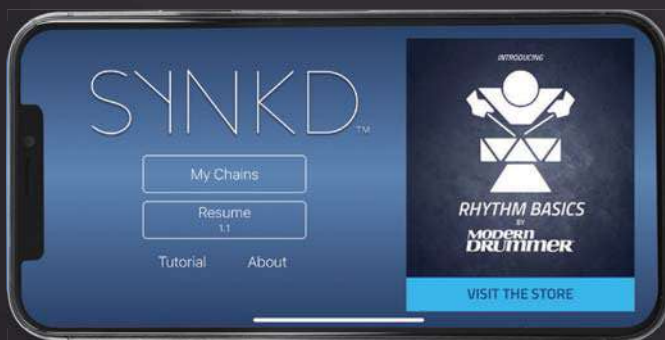 SYNKD™
My Chains
Resume
1.1
Tutorial About
INTRODUCING
RHYTHM BASICS
BY
MODERN
DRUMMER
VISIT THE STORE